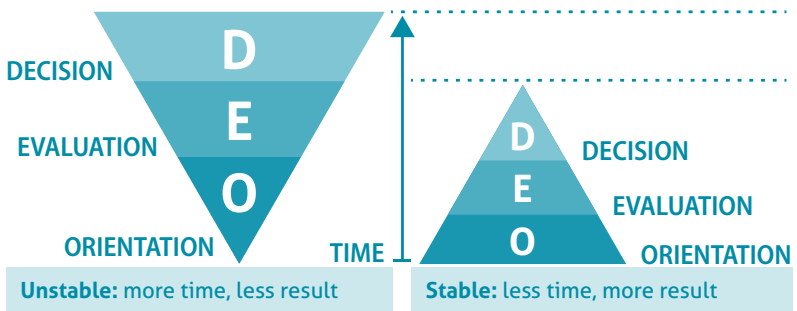 D
DECISION
E
EVALUATION
O
ORIENTATION
TIME
Unstable: more time, less result
D
DECISION
E
EVALUATION
O
ORIENTATION
Stable: less time, more result